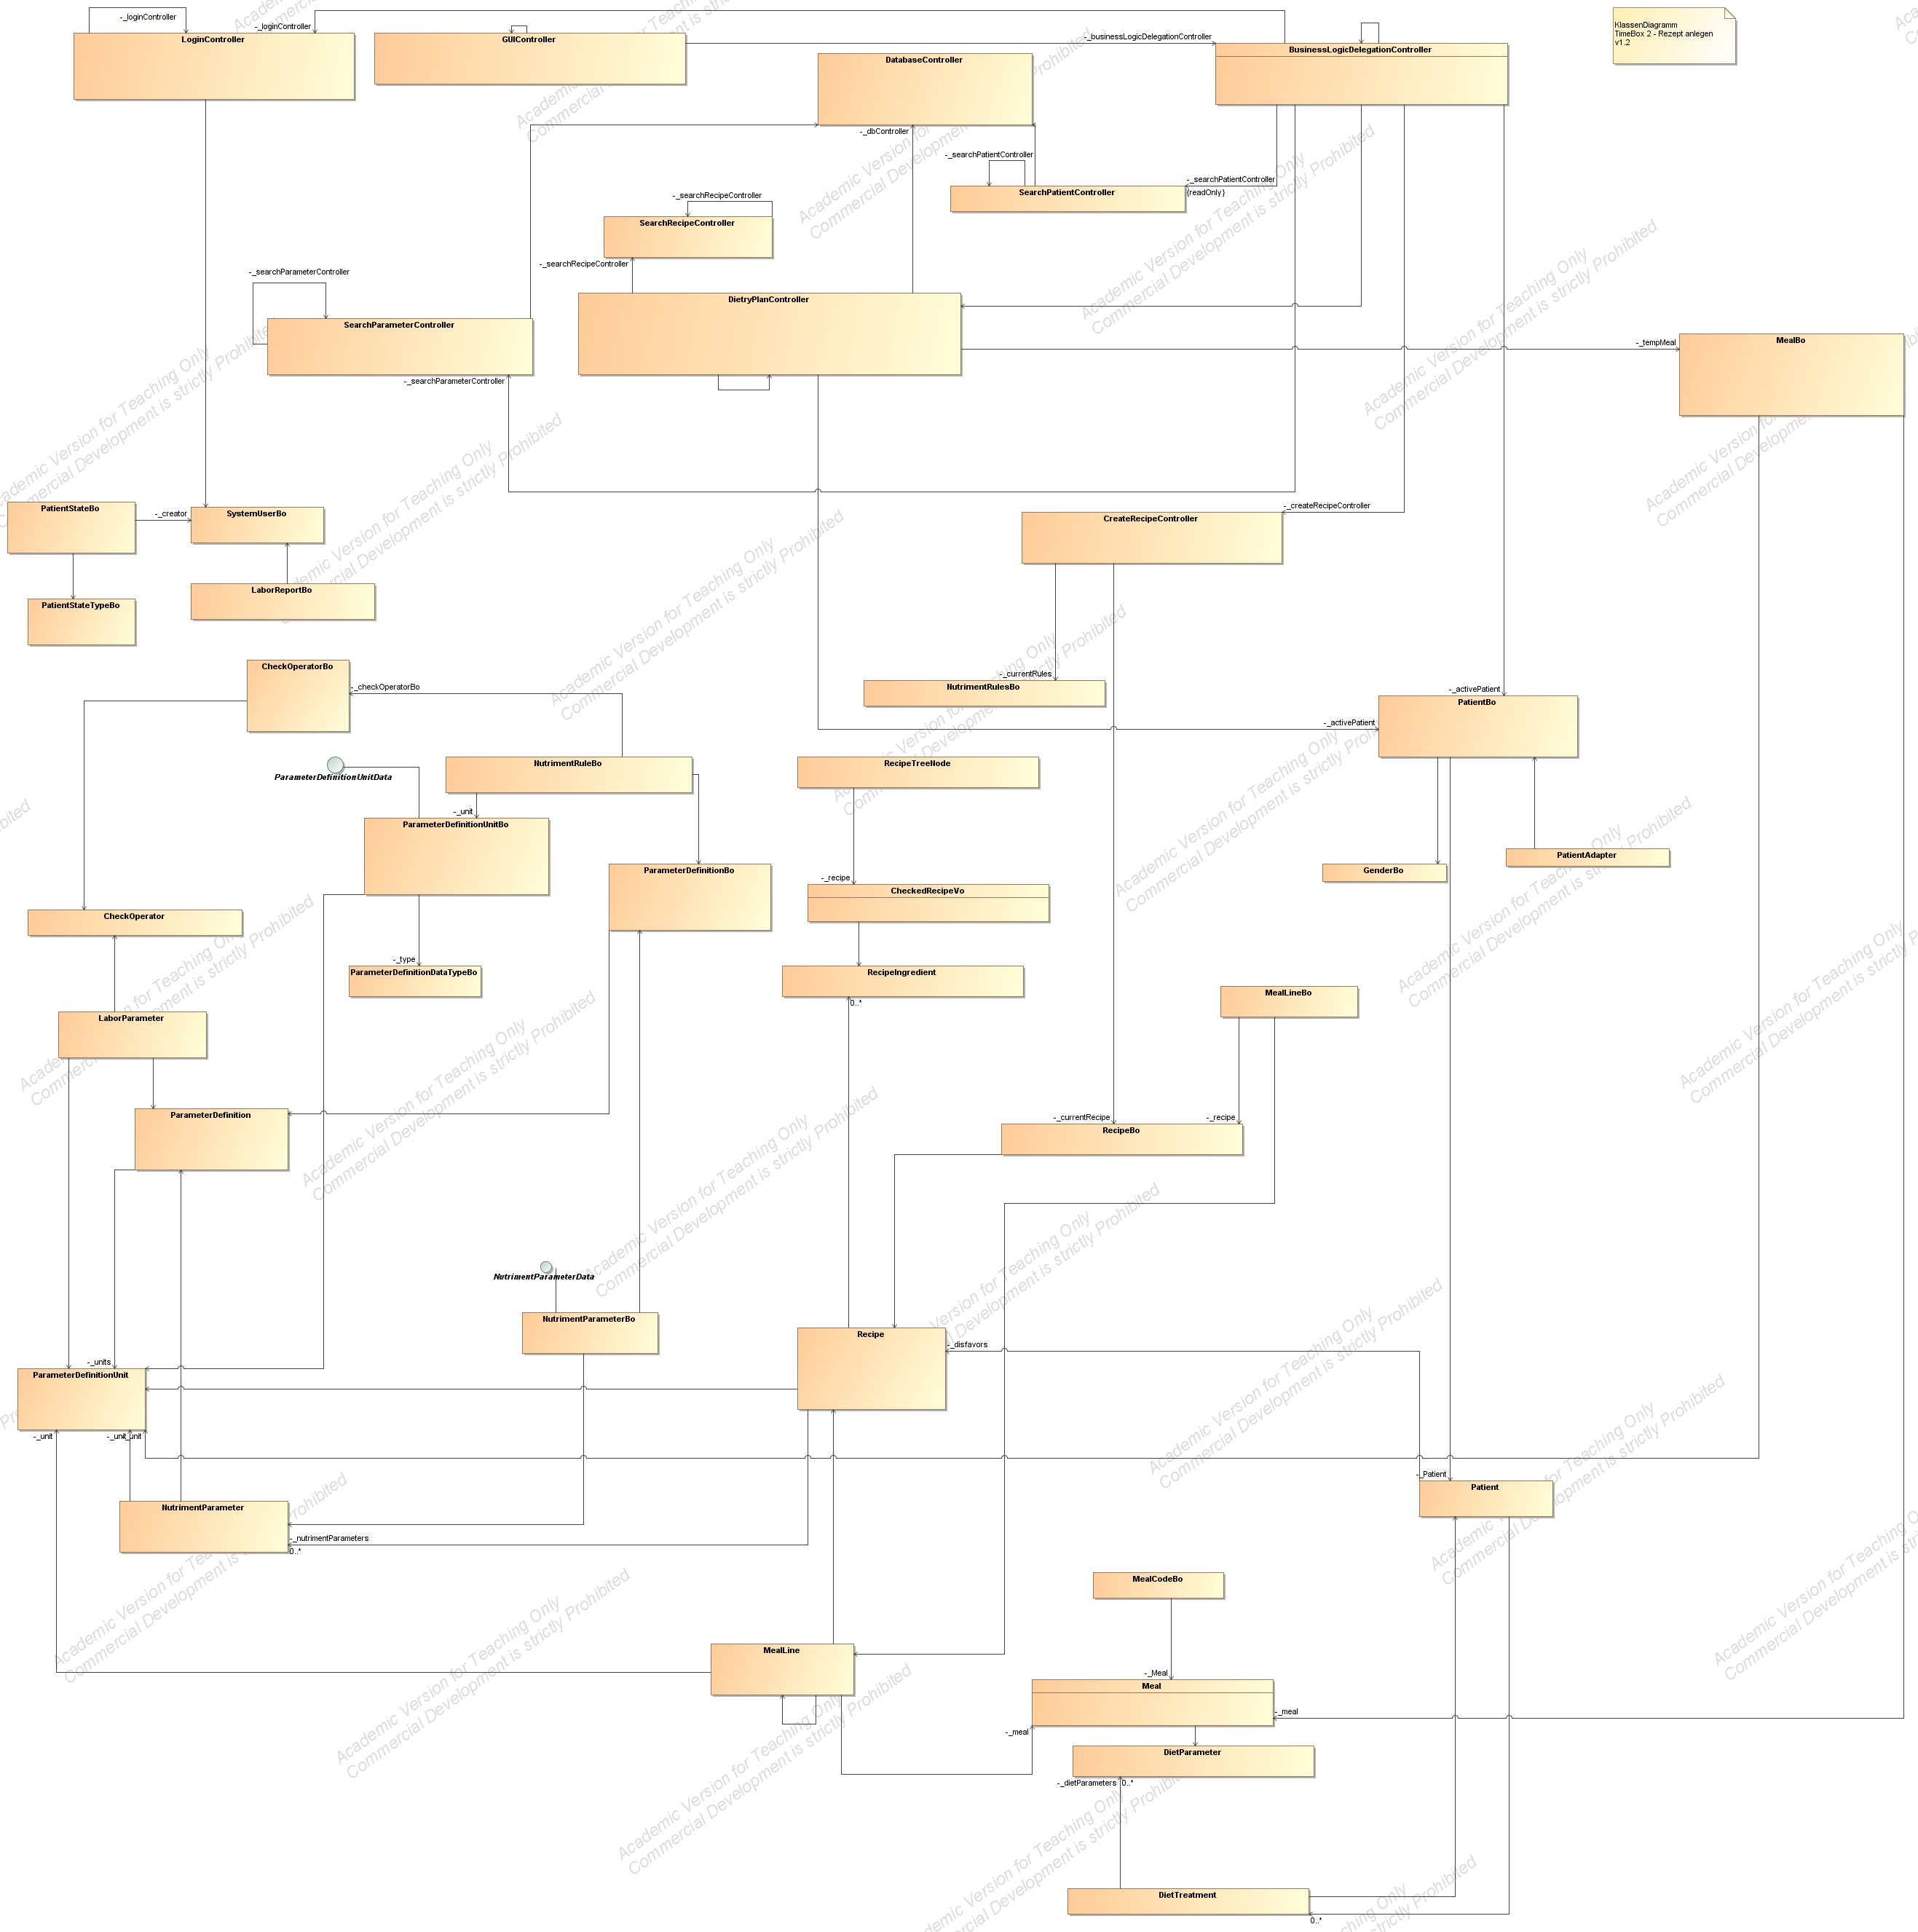 -_loginController
-_loginController
LoginController
GUIController
-_businessLogicDelegationController
BusinessLogicDelegationController
KlassenDiagramm
TimeBox 2 - Rezept anlegen
v1.2
DatabaseController
-_dbController
-_searchPatientController
SearchPatientController
-_searchPatientController
{readOnly}
-_searchRecipeController
SearchRecipeController
-_searchRecipeController
-_searchParameterController
SearchParameterController
-_searchParameterController
DietryPlanController
-_tempMeal
MealBo
PatientStateBo
-_creator
SystemUserBo
LaborReportBo
PatientStateTypeBo
-_createRecipeController
CreateRecipeController
-_currentRules
NutrimentRulesBo
-_activePatient
PatientBo
-_activePatient
CheckOperatorBo
-_checkOperatorBo
ParameterDefinitionUnitData
NutrimentRuleBo
-_unit
ParameterDefinitionUnitBo
RecipeTreeNode
ParameterDefinitionBo
-_recipe
CheckedRecipeVo
GenderBo
PatientAdapter
CheckOperator
-_type
ParameterDefinitionDataTypeBo
RecipeIngredient
0..*
MealLineBo
LaborParameter
ParameterDefinition
-_currentRecipe
-_recipe
RecipeBo
NutrimentParameterData
NutrimentParameterBo
Recipe
-_disfavors
-_units
ParameterDefinitionUnit
-_unit
-_unit
_unit
-_Patient
Patient
NutrimentParameter
-_nutrimentParameters
0..*
MealCodeBo
MealLine
-_Meal
Meal
-_meal
-_meal
DietParameter
-_dietParameters
0..*
DietTreatment
0..*
Academic Version for Teaching Only
Commercial Development is strictly Prohibited